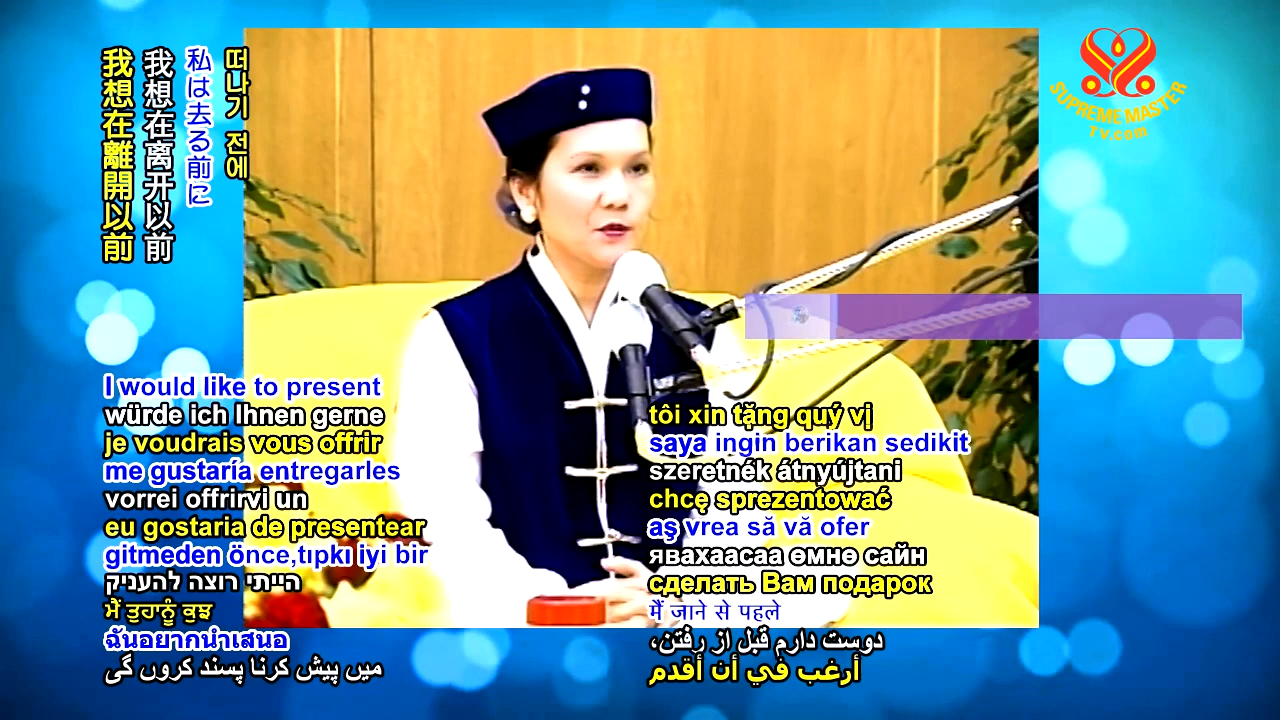 떠나기 전에
私は去る前に
我想在离开以前
我想在離開以前
SUPREME MASTER
TV.com
I would like to present
würde ich Ihnen gerne
je voudrais vous offrir
me gustaría entregarles
vorrei offrirvi un
eu gostaria de presentear
gitmeden önce,tıpkı iyi bir
הייתי רוצה להעניק
ਮੈਂ ਤੁਹਾਨੂੰ ਕੁਝ
ฉันอยากนำเสนอ
میں پیش کرنا پسند کروں گی
tôi xin tặng quý vị
saya ingin berikan sedikit
szeretnék átnyújtani
chcę sprezentować
aş vrea să vă ofer
явахаасаа өмнө сайн
сделать Вам подарок
मैं जाने से पहले
دوست دارم قبل از رفتن،
أرغب في أن أقدم